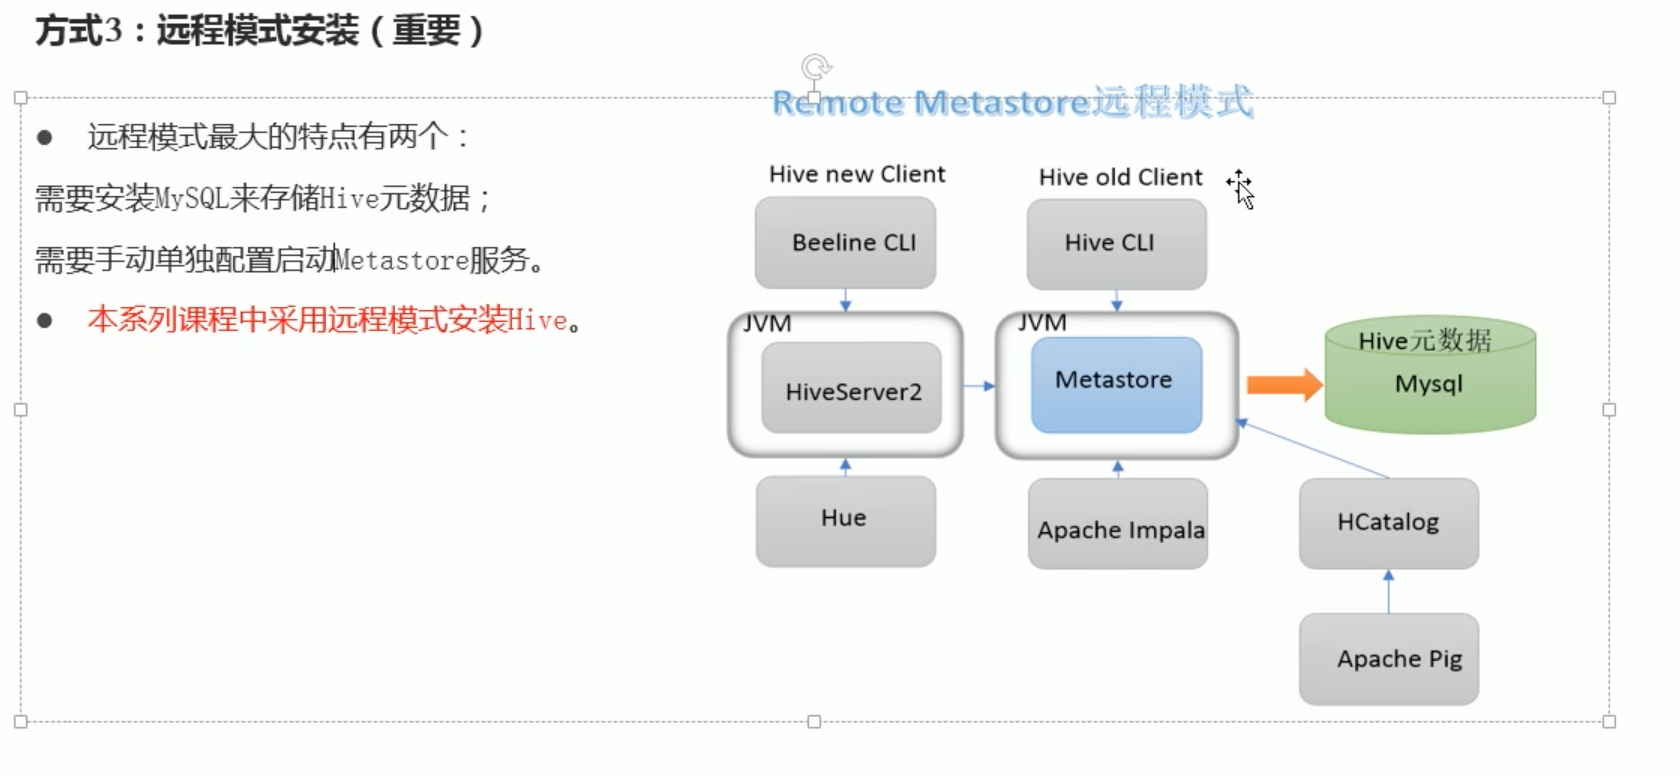 方式3：远程模式安装（重要）
Remote Metastore远程模式
● 远程模式最大的特点有两个：
需要安装MySQL来存储Hive元数据；
需要手动单独配置启动Metastore服务。
● 本系列课程中采用远程模式安装Hive。
Hive new Client
Hive old Client
Beeline CLI
Hive CLI
JVM
JVM
HiveServer2
Metastore
Hive元数据
Mysql
Hue
Apache Impala
HCatalog
Apache Pig